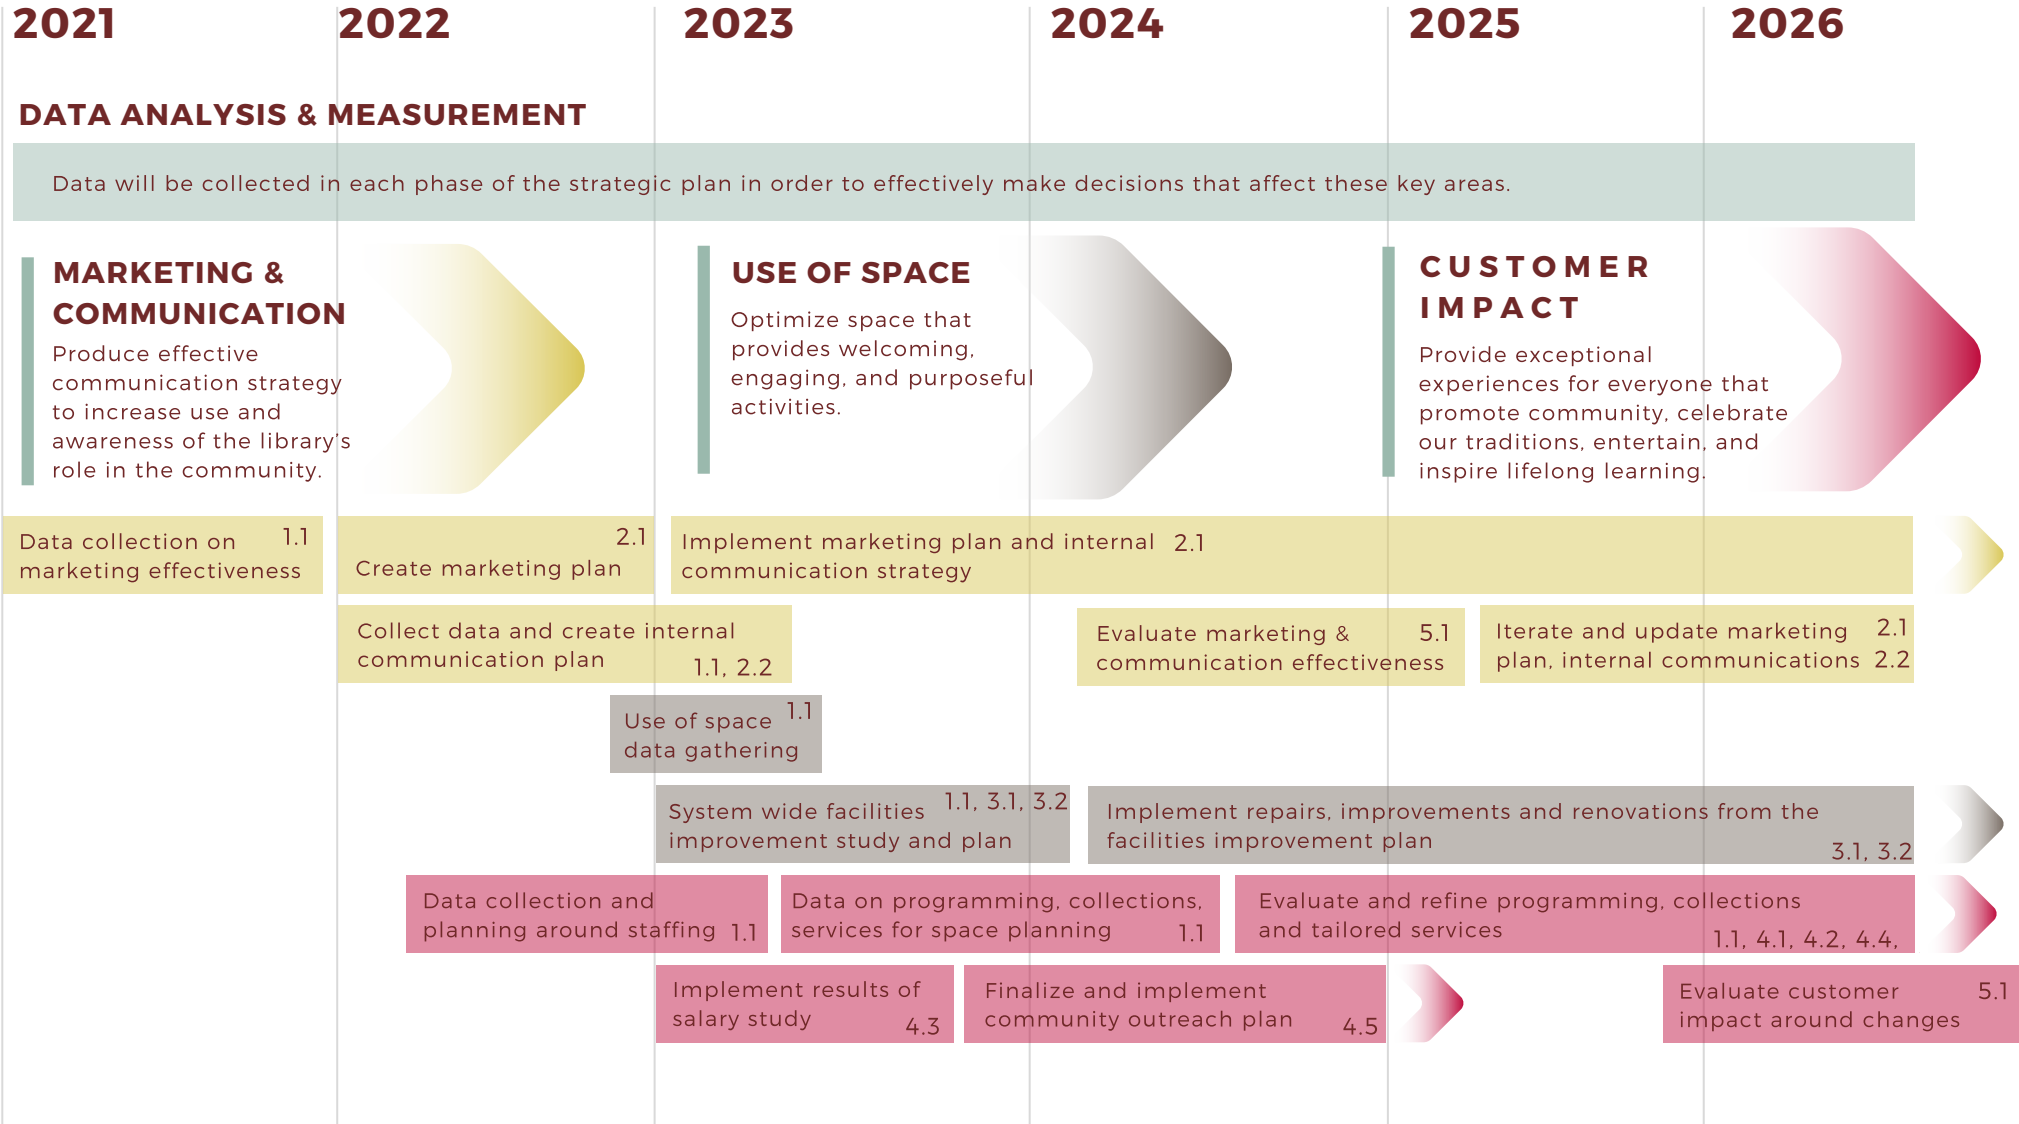 2021
2022
2023
2024
2025
2026
DATA ANALYSIS & MEASUREMENT
Data will be collected in each phase of the strategic plan in order to effectively make decisions that affect these key areas.
MARKETING &
COMMUNICATION
Produce effective
communication strategy
to increase use and
awareness of the library's
role in the community.
USE OF SPACE
Optimize space that
provides welcoming,
engaging, and purposeful
activities.
CUSTOMER
IMPACT
Provide exceptional
experiences for everyone that
promote community, celebrate
our traditions, entertain, and
inspire lifelong learning.
Data collection on 1.1
marketing effectiveness
2.1
Create marketing plan
Implement marketing plan and internal 2.1
communication strategy
Collect data and create internal
communication plan
1.1, 2.2
Evaluate marketing & 5.1
communication effectiveness
Iterate and update marketing 2.1
plan, internal communications 2.2
Use of space 1.1
data gathering
System wide facilities 1.1, 3.1, 3.2
improvement study and plan
Implement repairs, improvements and renovations from the
facilities improvement plan
3.1, 3.2
Data collection and
planning around staffing 1.1
Data on programming, collections,
services for space planning 1.1
Evaluate and refine programming, collections
and tailored services
1.1, 4.1, 4.2, 4.4,
Implement results of
salary study 4.3
Finalize and implement
community outreach plan 4.5
Evaluate customer 5.1
impact around changes